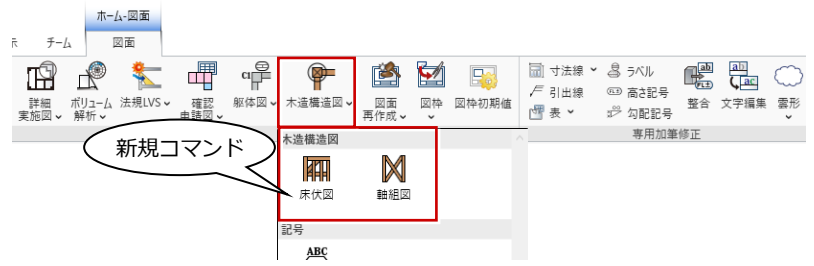 ホーム-図面
示 チーム 図面
詳細
実施図
ボリューム
解析
法規LVS
確認
申請図
C1
躯体図
木造構造図
図面
再作成
図枠
図枠初期値
寸法線
引出線
表
ラベル
高さ記号
勾配記号
整合
文字編集
雲形
専用加筆修正
新規コマンド
木造構造図
床伏図
軸組図
記号
ABC